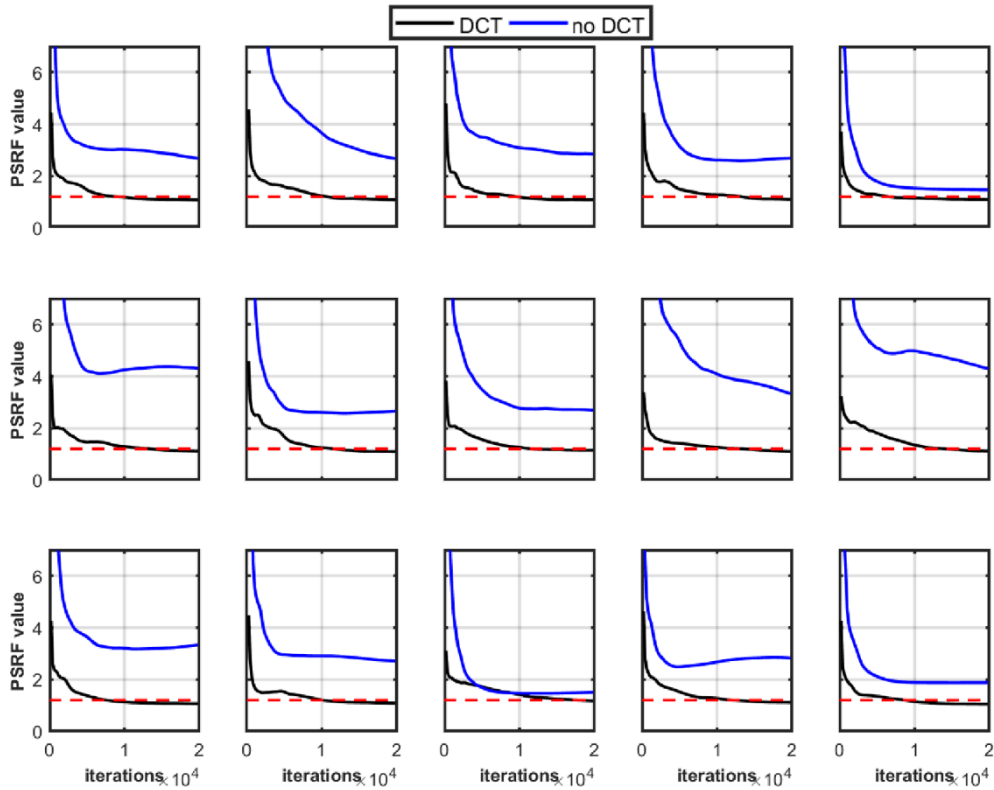 DCT no DCT
PSRF value
6
4
2
0
PSRF value
6
4
2
0
PSRF value
6
4
2
0
0 1 2 0 1 2 0 1 2 0 1 2 0 1 2
iterations ×10⁴ iterations ×10⁴ iterations ×10⁴ iterations ×10⁴ iterations ×10⁴